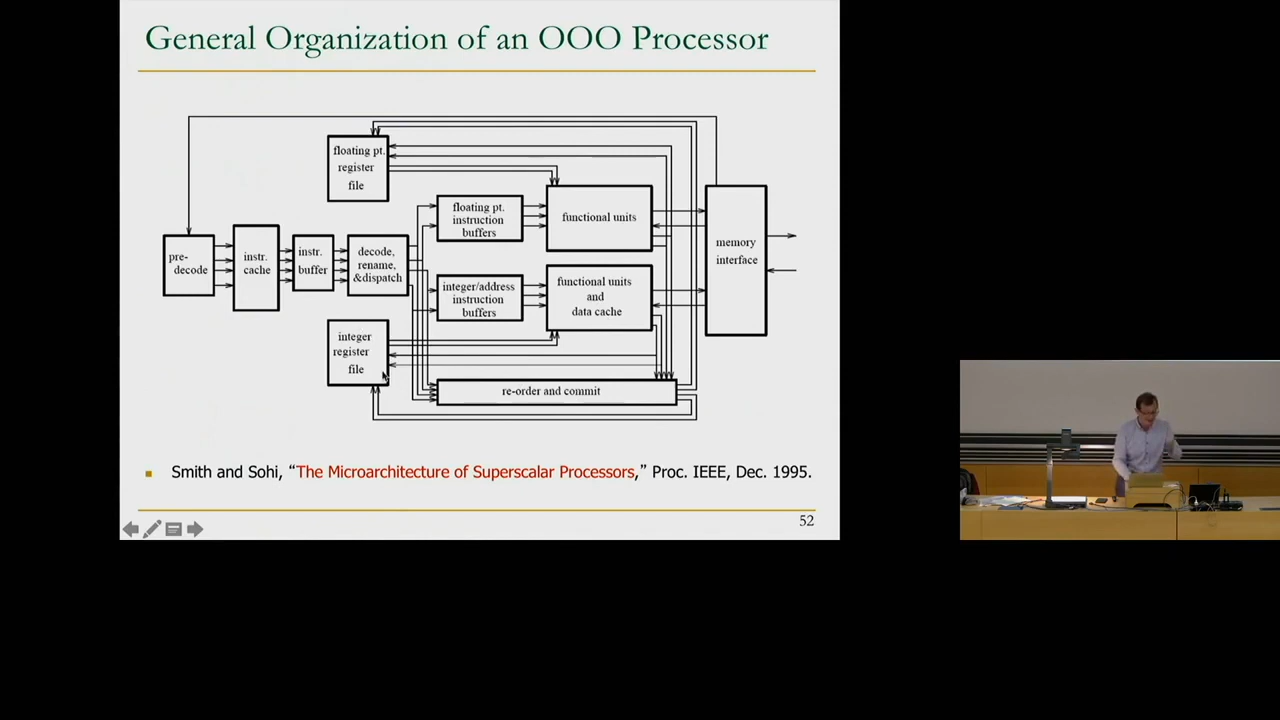 General Organization of an OOO Processor
floating pt.
register
file
floating pt.
instruction
buffers
functional units
memory
interface
pre-
decode
instr.
cache
instr.
buffer
decode,
rename,
&dispatch
integer/address
instruction
buffers
functional units
and
data cache
integer
register
file
re-order and commit
Smith and Sohi, “The Microarchitecture of Superscalar Processors,” Proc. IEEE, Dec. 1995.
52